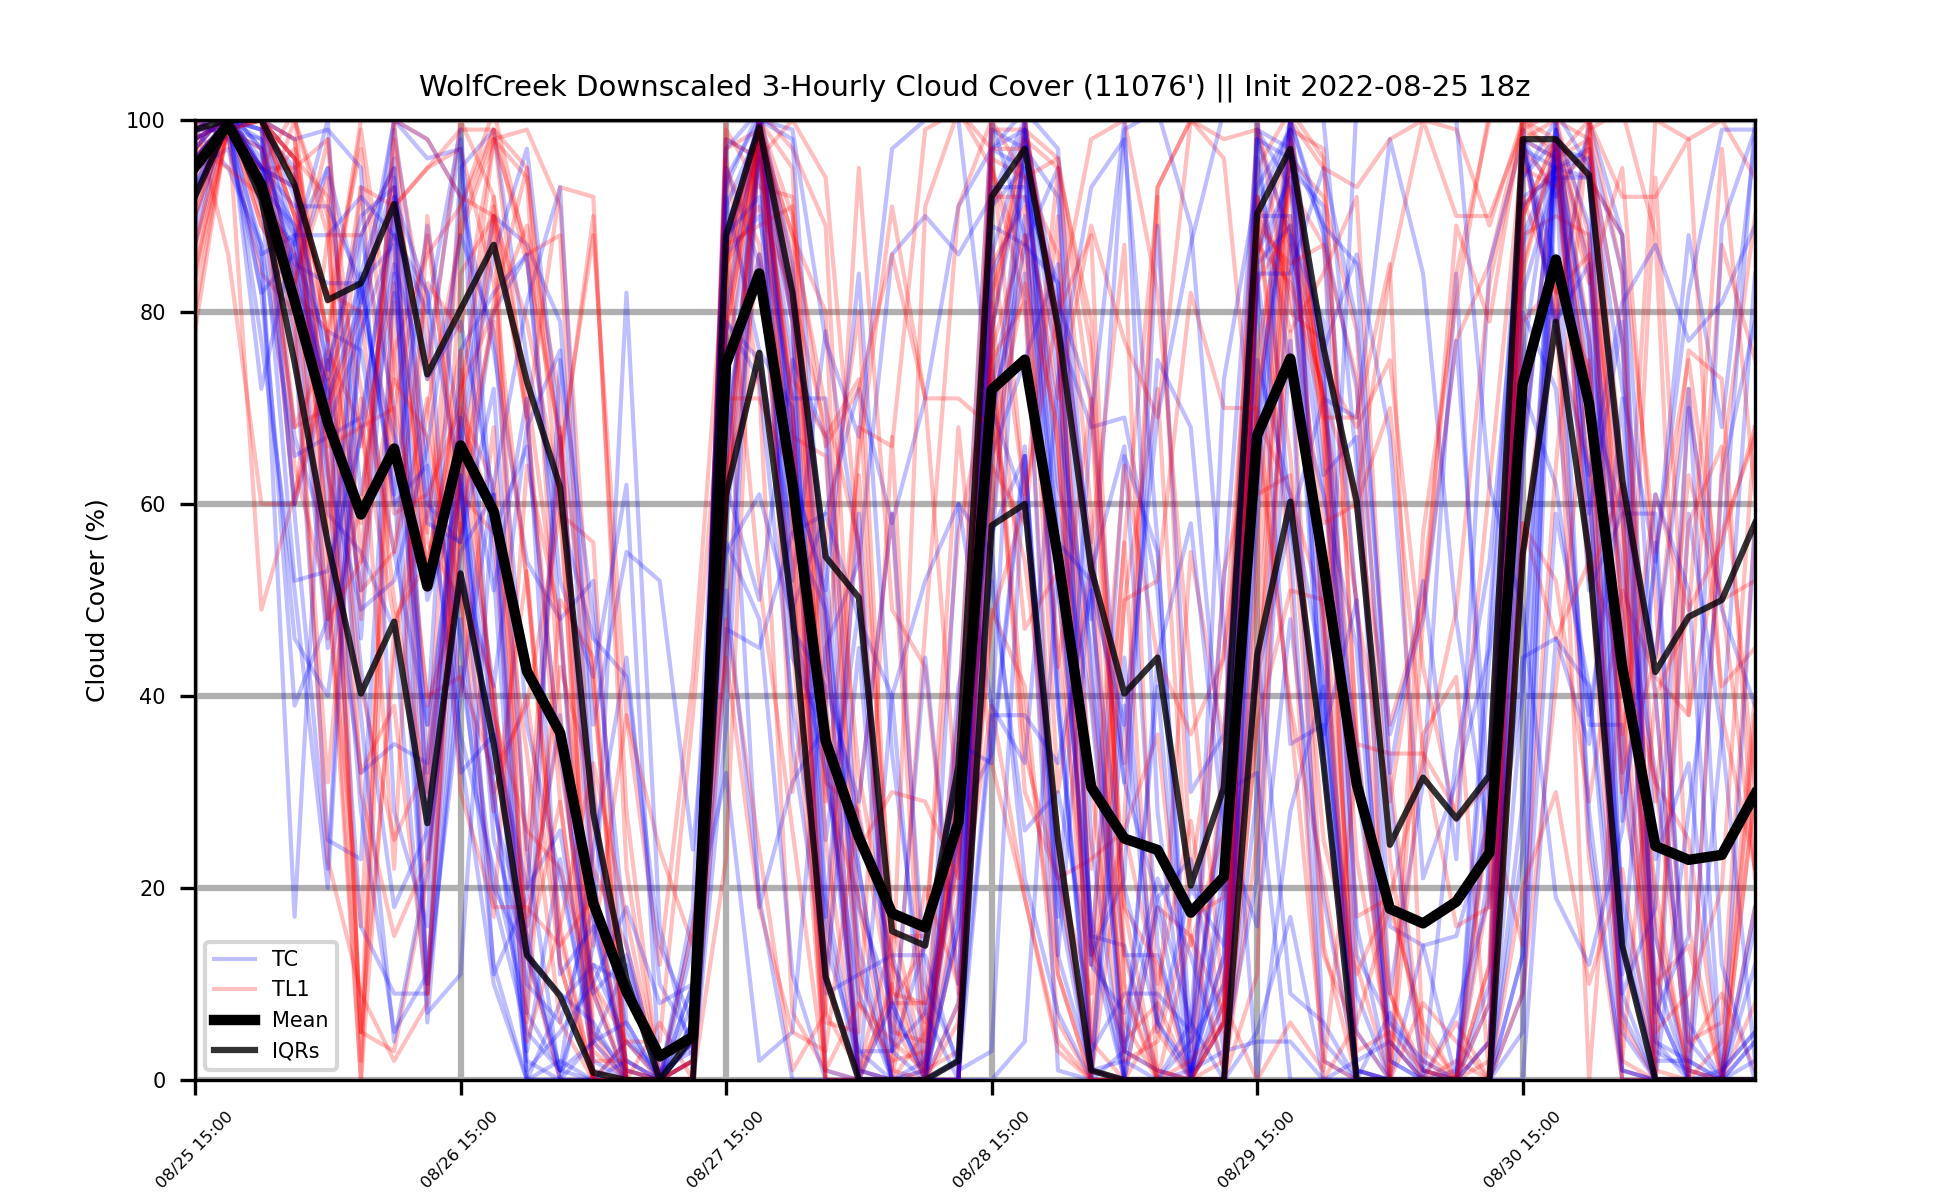 WolfCreek Downscaled 3-Hourly Cloud Cover (11076') || Init 2022-08-25 18z
Cloud Cover (%)
100
80
60
40
20
0
TC
TL1
Mean
IQRs
08/25 15:00
08/26 15:00
08/27 15:00
08/28 15:00
08/29 15:00
08/30 15:00